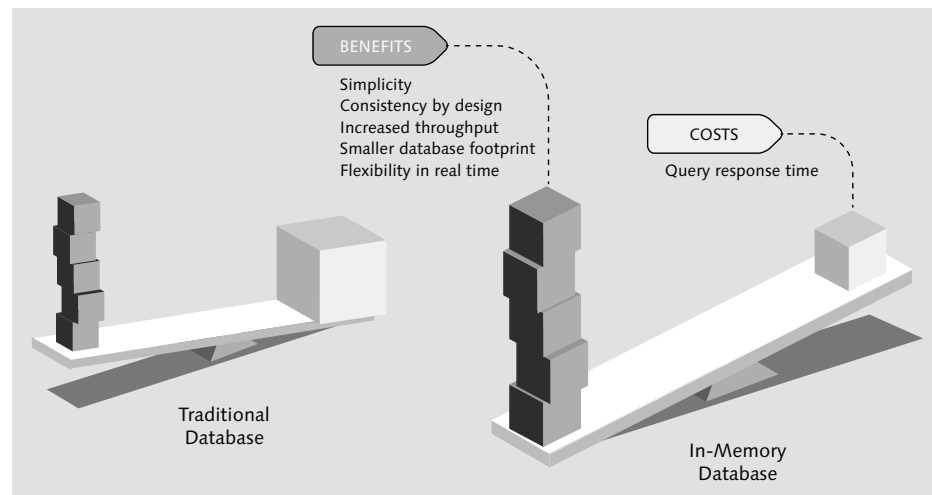 BENEFITS
Simplicity
Consistency by design
Increased throughput
Smaller database footprint
Flexibility in real time
COSTS
Query response time
Traditional
Database
In-Memory
Database